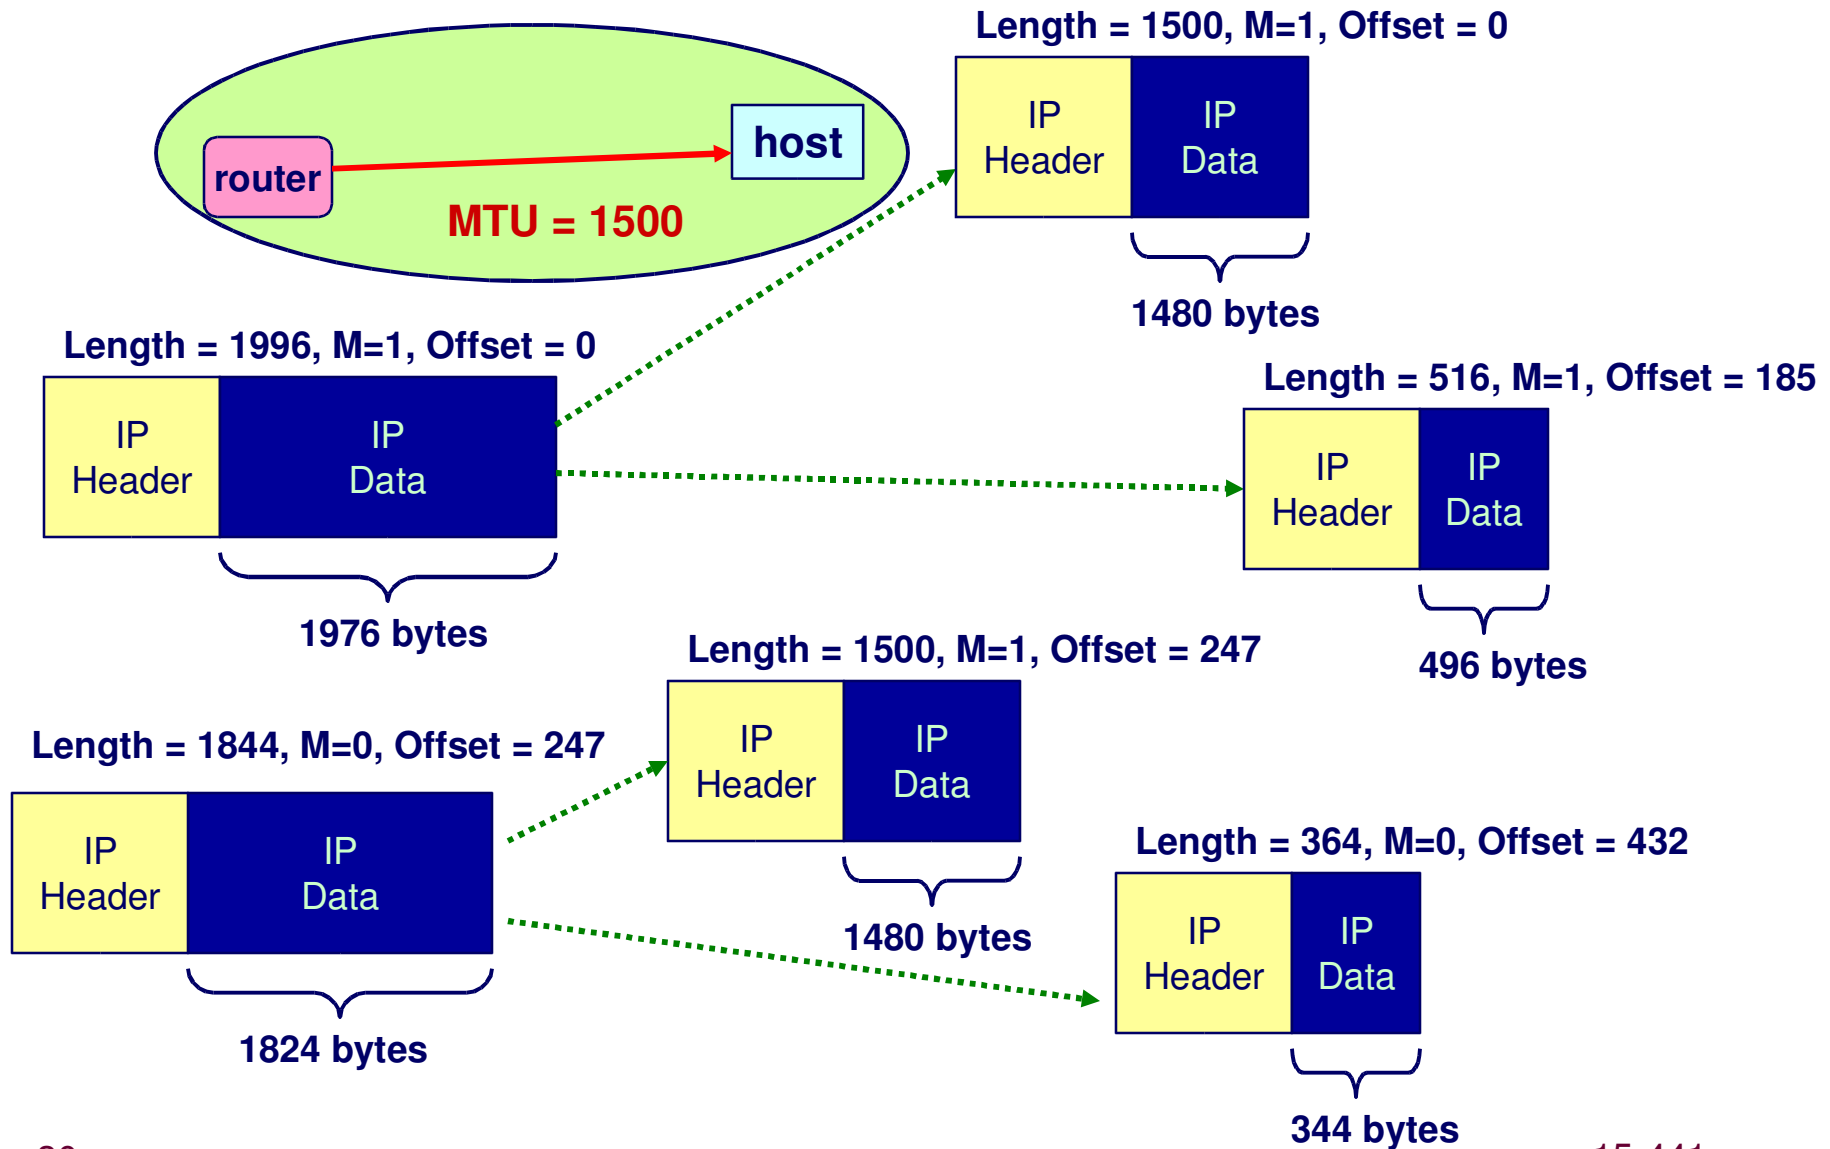 Length = 1500, M=1, Offset = 0
IP
Header
IP
Data
1480 bytes
router
host
MTU = 1500
Length = 1996, M=1, Offset = 0
IP
Header
IP
Data
1976 bytes
Length = 516, M=1, Offset = 185
IP
Header
IP
Data
496 bytes
Length = 1844, M=0, Offset = 247
IP
Header
IP
Data
1824 bytes
Length = 1500, M=1, Offset = 247
IP
Header
IP
Data
1480 bytes
Length = 364, M=0, Offset = 432
IP
Header
IP
Data
344 bytes